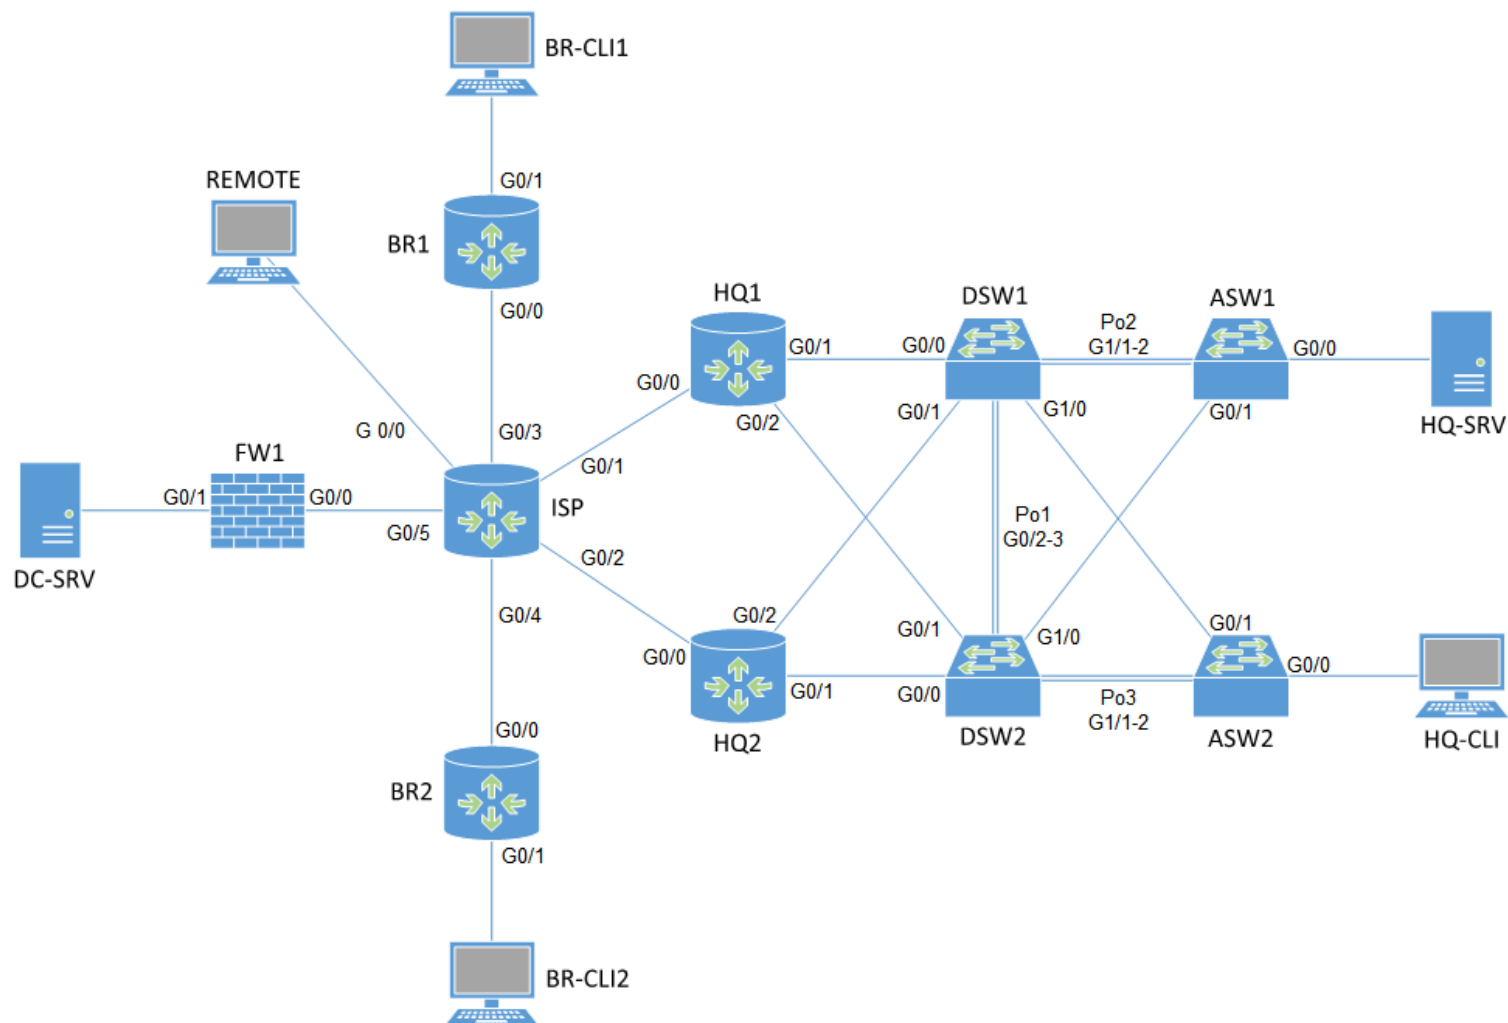 BR-CLI1
G0/1
REMOTE
BR1
G0/0
HQ1
DSW1
ASW1
Po2
G1/1-2
G0/1
G0/0
G0/0
G0/0
G0/1
G1/0
G0/1
G0/2
HQ-SRV
G 0/0
G0/3
FW1
G0/1
G0/1
G0/0
ISP
G0/5
DC-SRV
Po1
G0/2-3
G0/2
G0/4
G0/2
G0/1
G1/0
G0/1
G0/0
G0/0
G0/1
G0/0
Po3
G1/1-2
HQ2
DSW2
ASW2
HQ-CLI
G0/0
BR2
G0/1
BR-CLI2